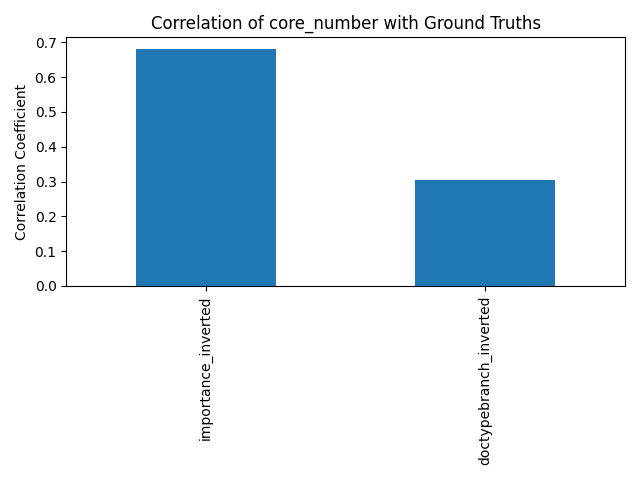 Correlation of core_number with Ground Truths
Correlation Coefficient
0.7
0.6
0.5
0.4
0.3
0.2
0.1
0.0
importance_inverted
doctypebranch_inverted